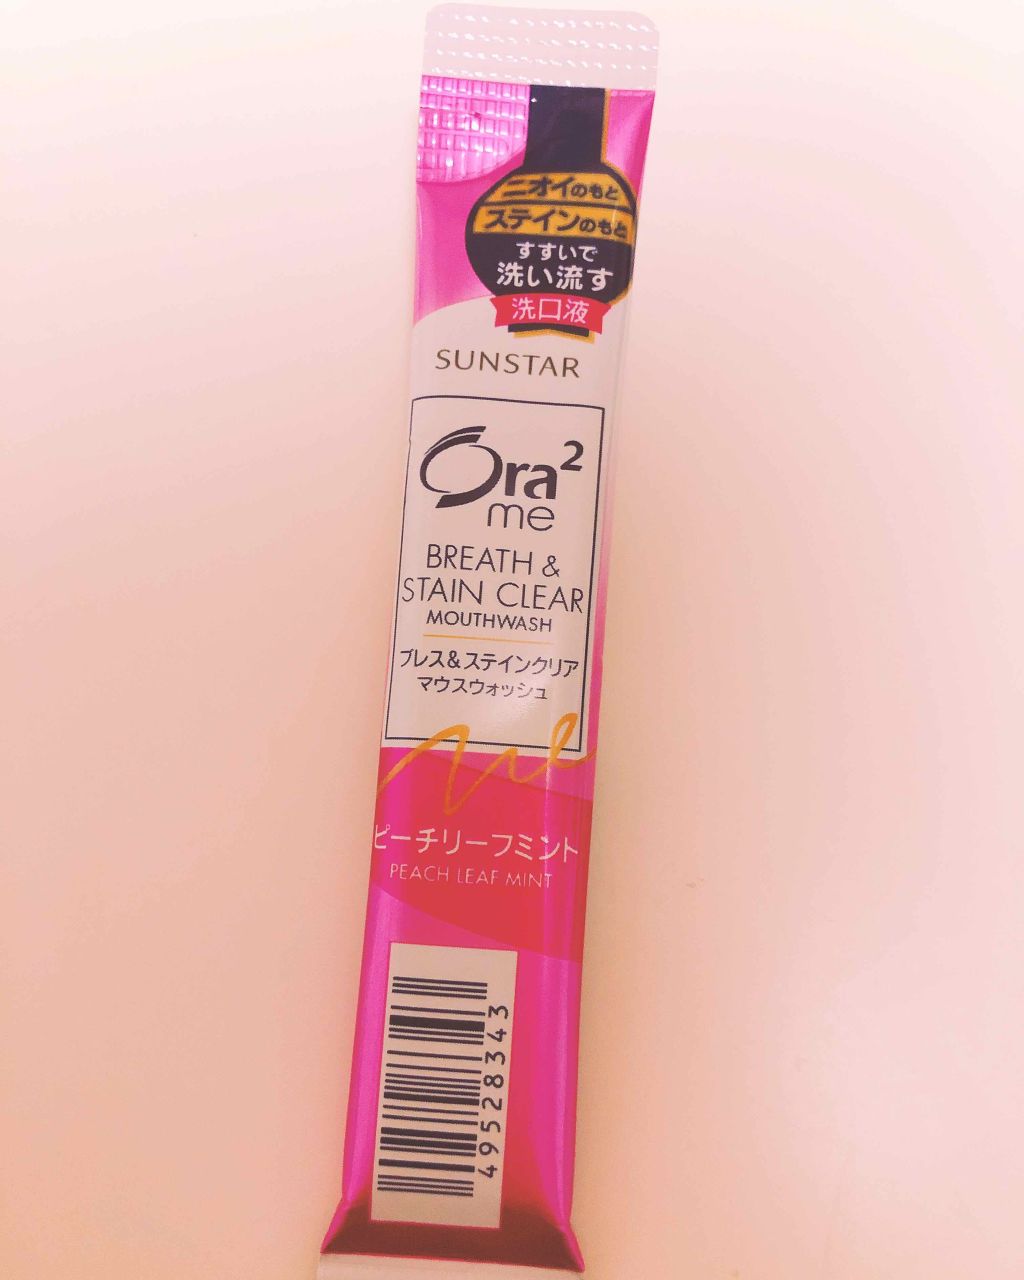 ニオイのもと
ステインのもと
すすいで
洗い流す
洗口液
SUNSTAR
Ora²
me
BREATH &
STAIN CLEAR
MOUTHWASH
ブレス&ステインクリア
マウスウォッシュ
me
ピーチリーフミント
PEACH LEAF MINT
49528343